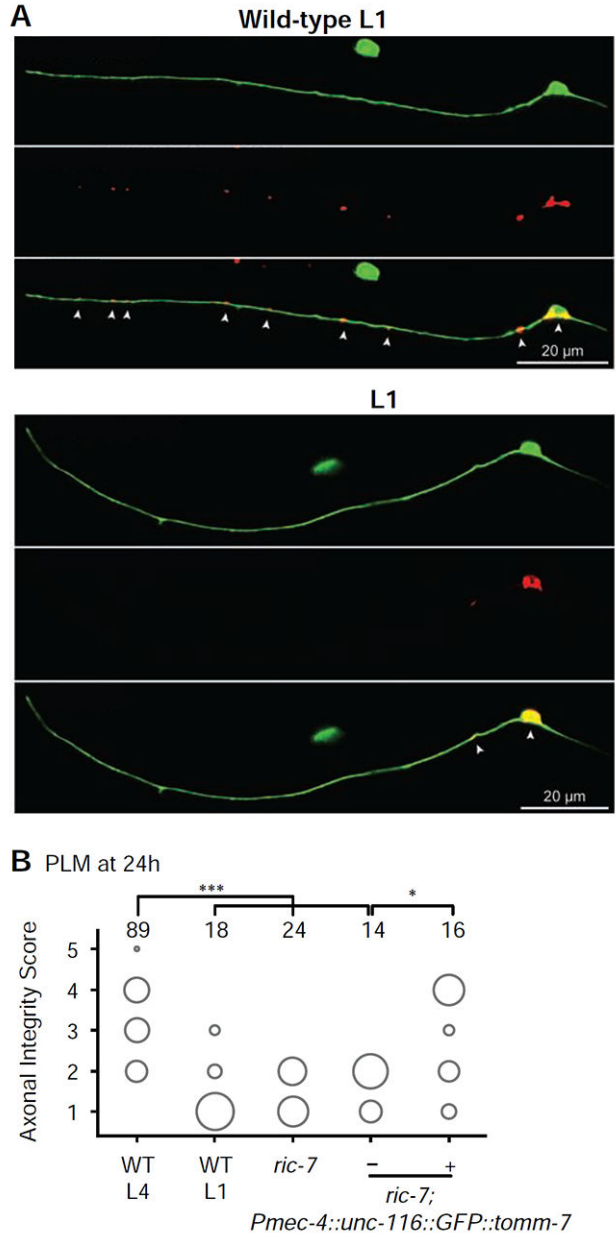 A
Wild-type L1
20 µm
L1
20 µm
B PLM at 24h
*** *
89 18 24 14 16
Axonal Integrity Score
5
4
3
2
1
WT L4
WT L1
ric-7
− +
ric-7;
Pmec-4::unc-116::GFP::tomm-7